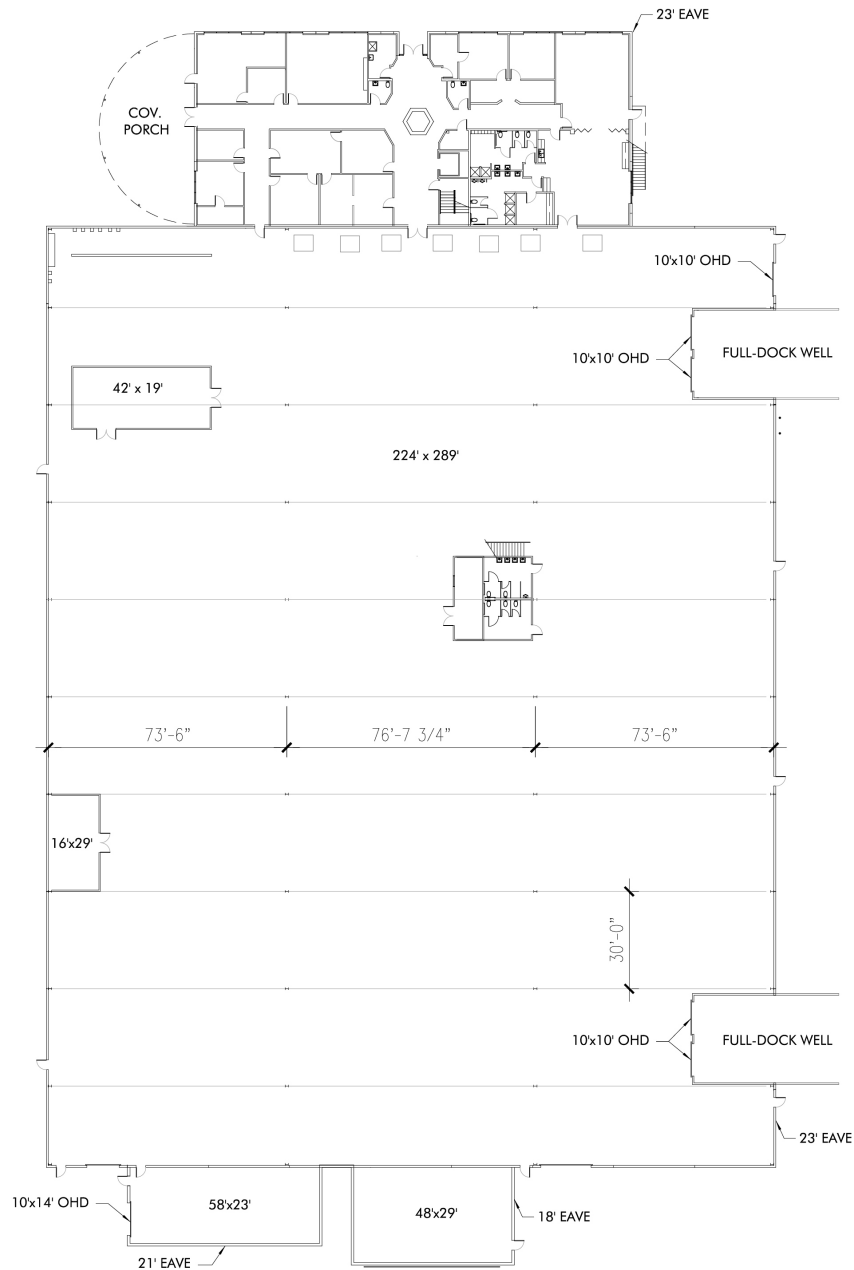 23' EAVE
COV.
PORCH
10'x10' OHD
10'x10' OHD
FULL-DOCK WELL
42' x 19'
224' x 289'
73'-6"
76'-7 3/4"
73'-6"
16'x29'
30'-0"
10'x10' OHD
FULL-DOCK WELL
23' EAVE
10'x14' OHD
58'x23'
48'x29'
18' EAVE
21' EAVE